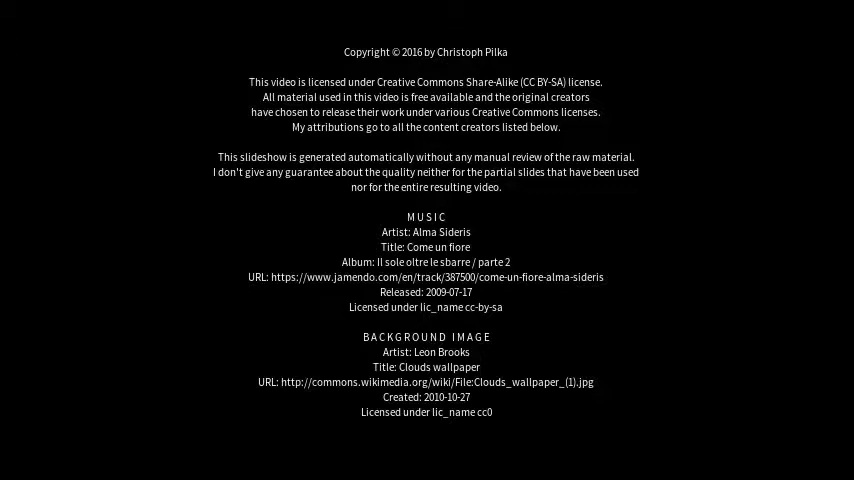 Copyright © 2016 by Christoph Pilka
This video is licensed under Creative Commons Share-Alike (CC BY-SA) license.
All material used in this video is free available and the original creators
have chosen to release their work under various Creative Commons licenses.
My attributions go to all the content creators listed below.
This slideshow is generated automatically without any manual review of the raw material.
I don't give any guarantee about the quality neither for the partial slides that have been used
nor for the entire resulting video.
MUSIC
Artist: Alma Sideris
Title: Come un fiore
Album: Il sole oltre le sbarre / parte 2
URL: https://www.jamendo.com/en/track/387500/come-un-fiore-alma-sideris
Released: 2009-07-17
Licensed under lic_name cc-by-sa
BACKGROUND IMAGE
Artist: Leon Brooks
Title: Clouds wallpaper
URL: http://commons.wikimedia.org/wiki/File:Clouds_wallpaper_(1).jpg
Created: 2010-10-27
Licensed under lic_name cc0